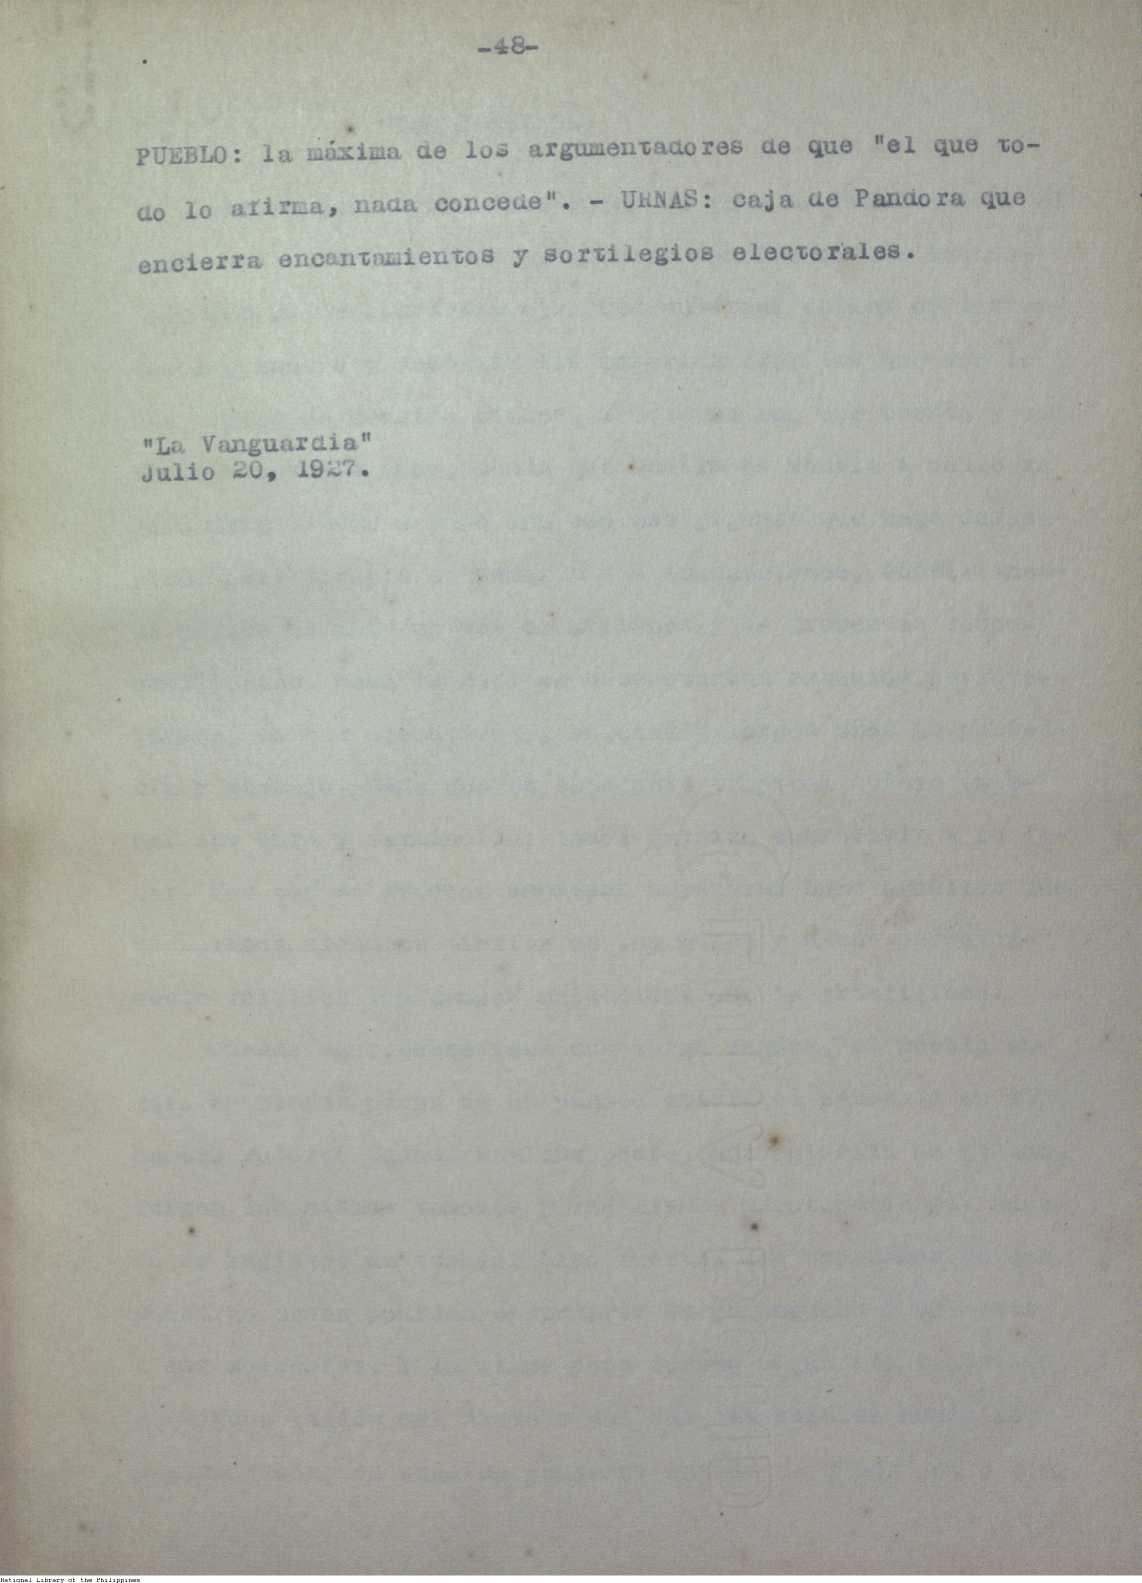 -48-
PUEBLO: la máxima de los argumentadores de que "el que to-
do lo afirma, nada concede". - URNAS: caja de Pandora que
encierra encantamientos y sortilegios electorales.
"La Vanguardia"
Julio 20, 1927.
National Library of the Philippines